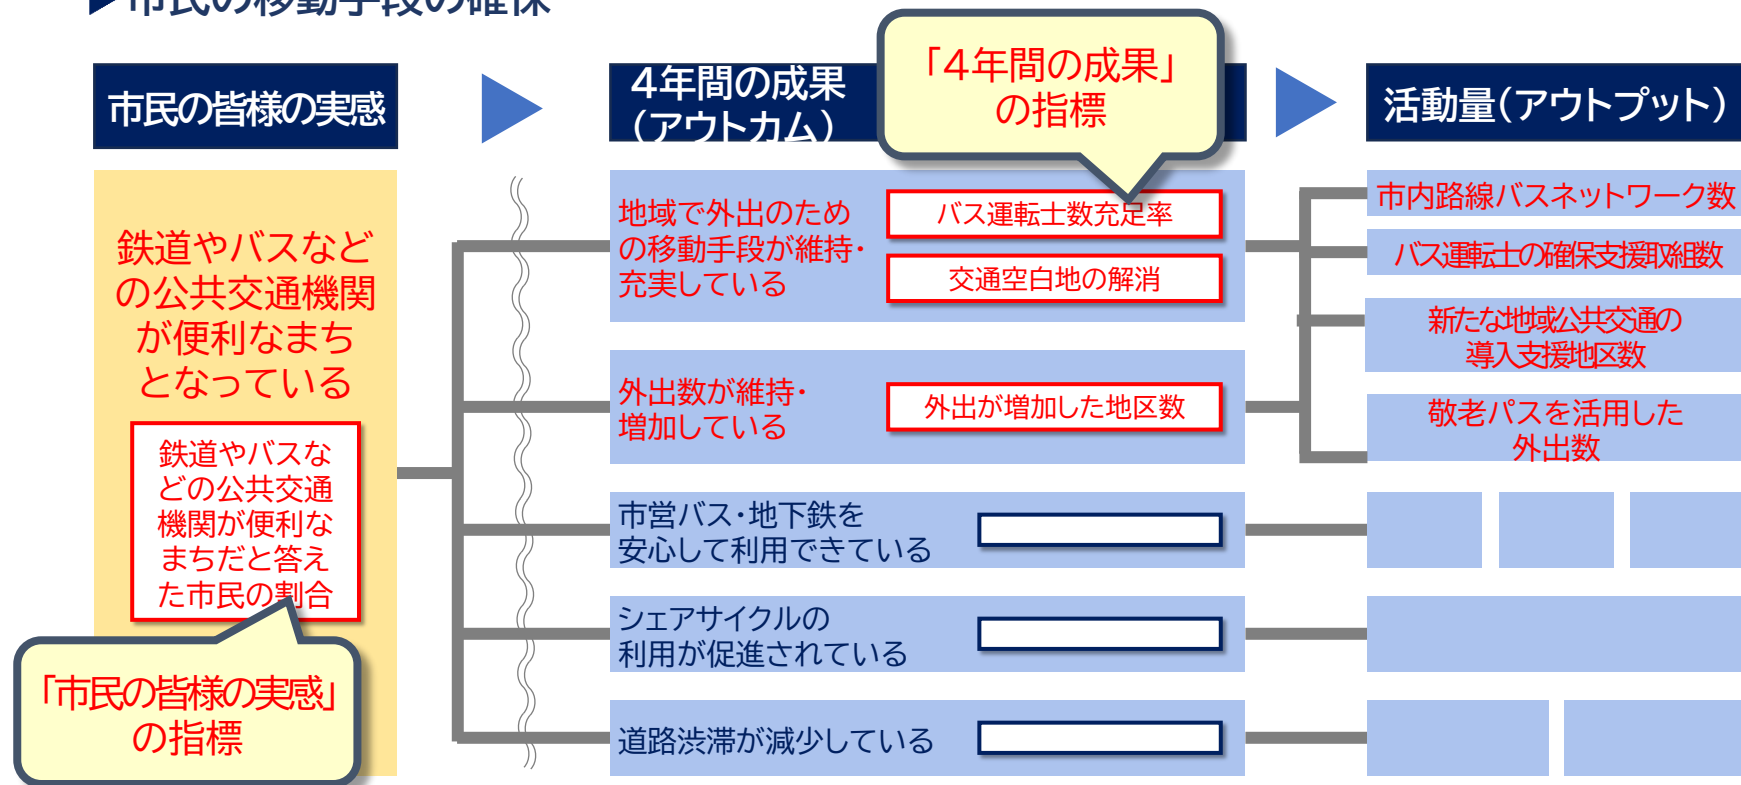 ▶市民の移動手段の確保
市民の皆様の実感
4年間の成果
（アウトカム）
「4年間の成果」
の指標
活動量（アウトプット）
鉄道やバスなど
の公共交通機関
が便利なまち
となっている
鉄道やバスな
どの公共交通
機関が便利な
まちだと答え
た市民の割合
「市民の皆様の実感」
の指標
地域で外出のため
の移動手段が維持・
充実している
バス運転士数充足率
交通空白地の解消
外出数が維持・
増加している
外出が増加した地区数
市営バス・地下鉄を
安心して利用できている
シェアサイクルの
利用が促進されている
道路渋滞が減少している
市内路線バスネットワーク数
バス運転士の確保支援取組数
新たな地域公共交通の
導入支援地区数
敬老パスを活用した
外出数